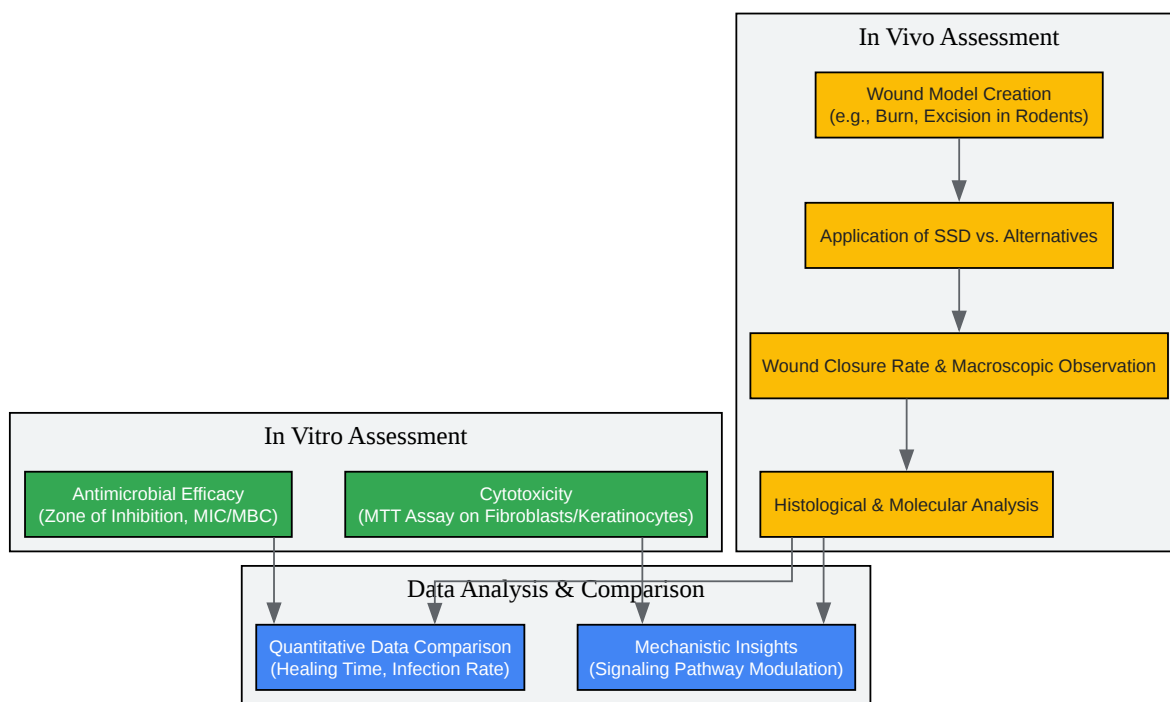 In Vivo Assessment
Wound Model Creation
(e.g., Burn, Excision in Rodents)
Application of SSD vs. Alternatives
Wound Closure Rate & Macroscopic Observation
Histological & Molecular Analysis
In Vitro Assessment
Antimicrobial Efficacy
(Zone of Inhibition, MIC/MBC)
Cytotoxicity
(MTT Assay on Fibroblasts/Keratinocytes)
Data Analysis & Comparison
Quantitative Data Comparison
(Healing Time, Infection Rate)
Mechanistic Insights
(Signaling Pathway Modulation)